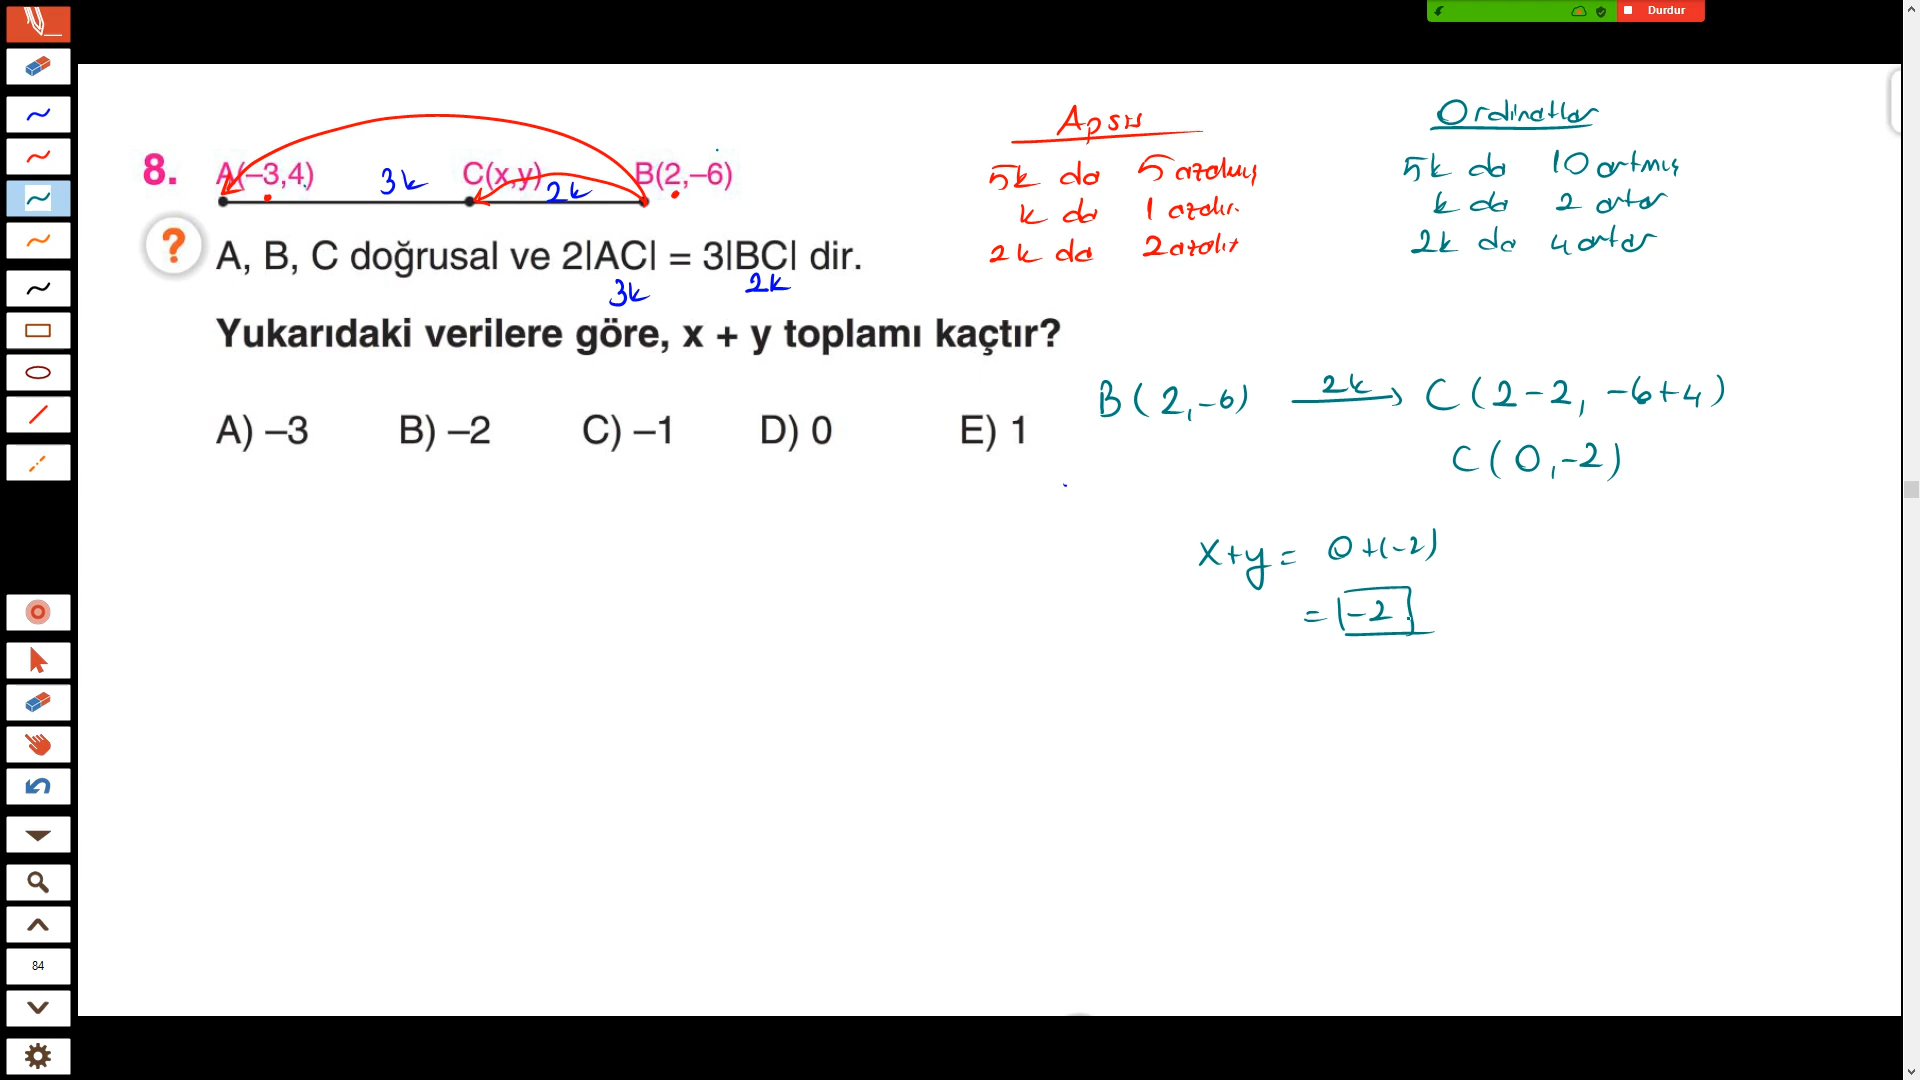 Durdur
8. A(–3,4) 3k C(x,y) 2k B(2,–6)
?
A, B, C doğrusal ve 2|AC| = 3|BC| dir.
3k 2k
Yukarıdaki verilere göre, x + y toplamı kaçtır?
A) –3 B) –2 C) –1 D) 0 E) 1
Apsis
5k da 5 azalmış
k da 1 azalır.
2k da 2 azalır
Ordinatlar
5k da 10 artmış
k da 2 artar
2k da 4 artar
B(2,-6) 2k → C(2-2, -6+4)
C(0,-2)
x+y = 0+(-2)
= -2
84